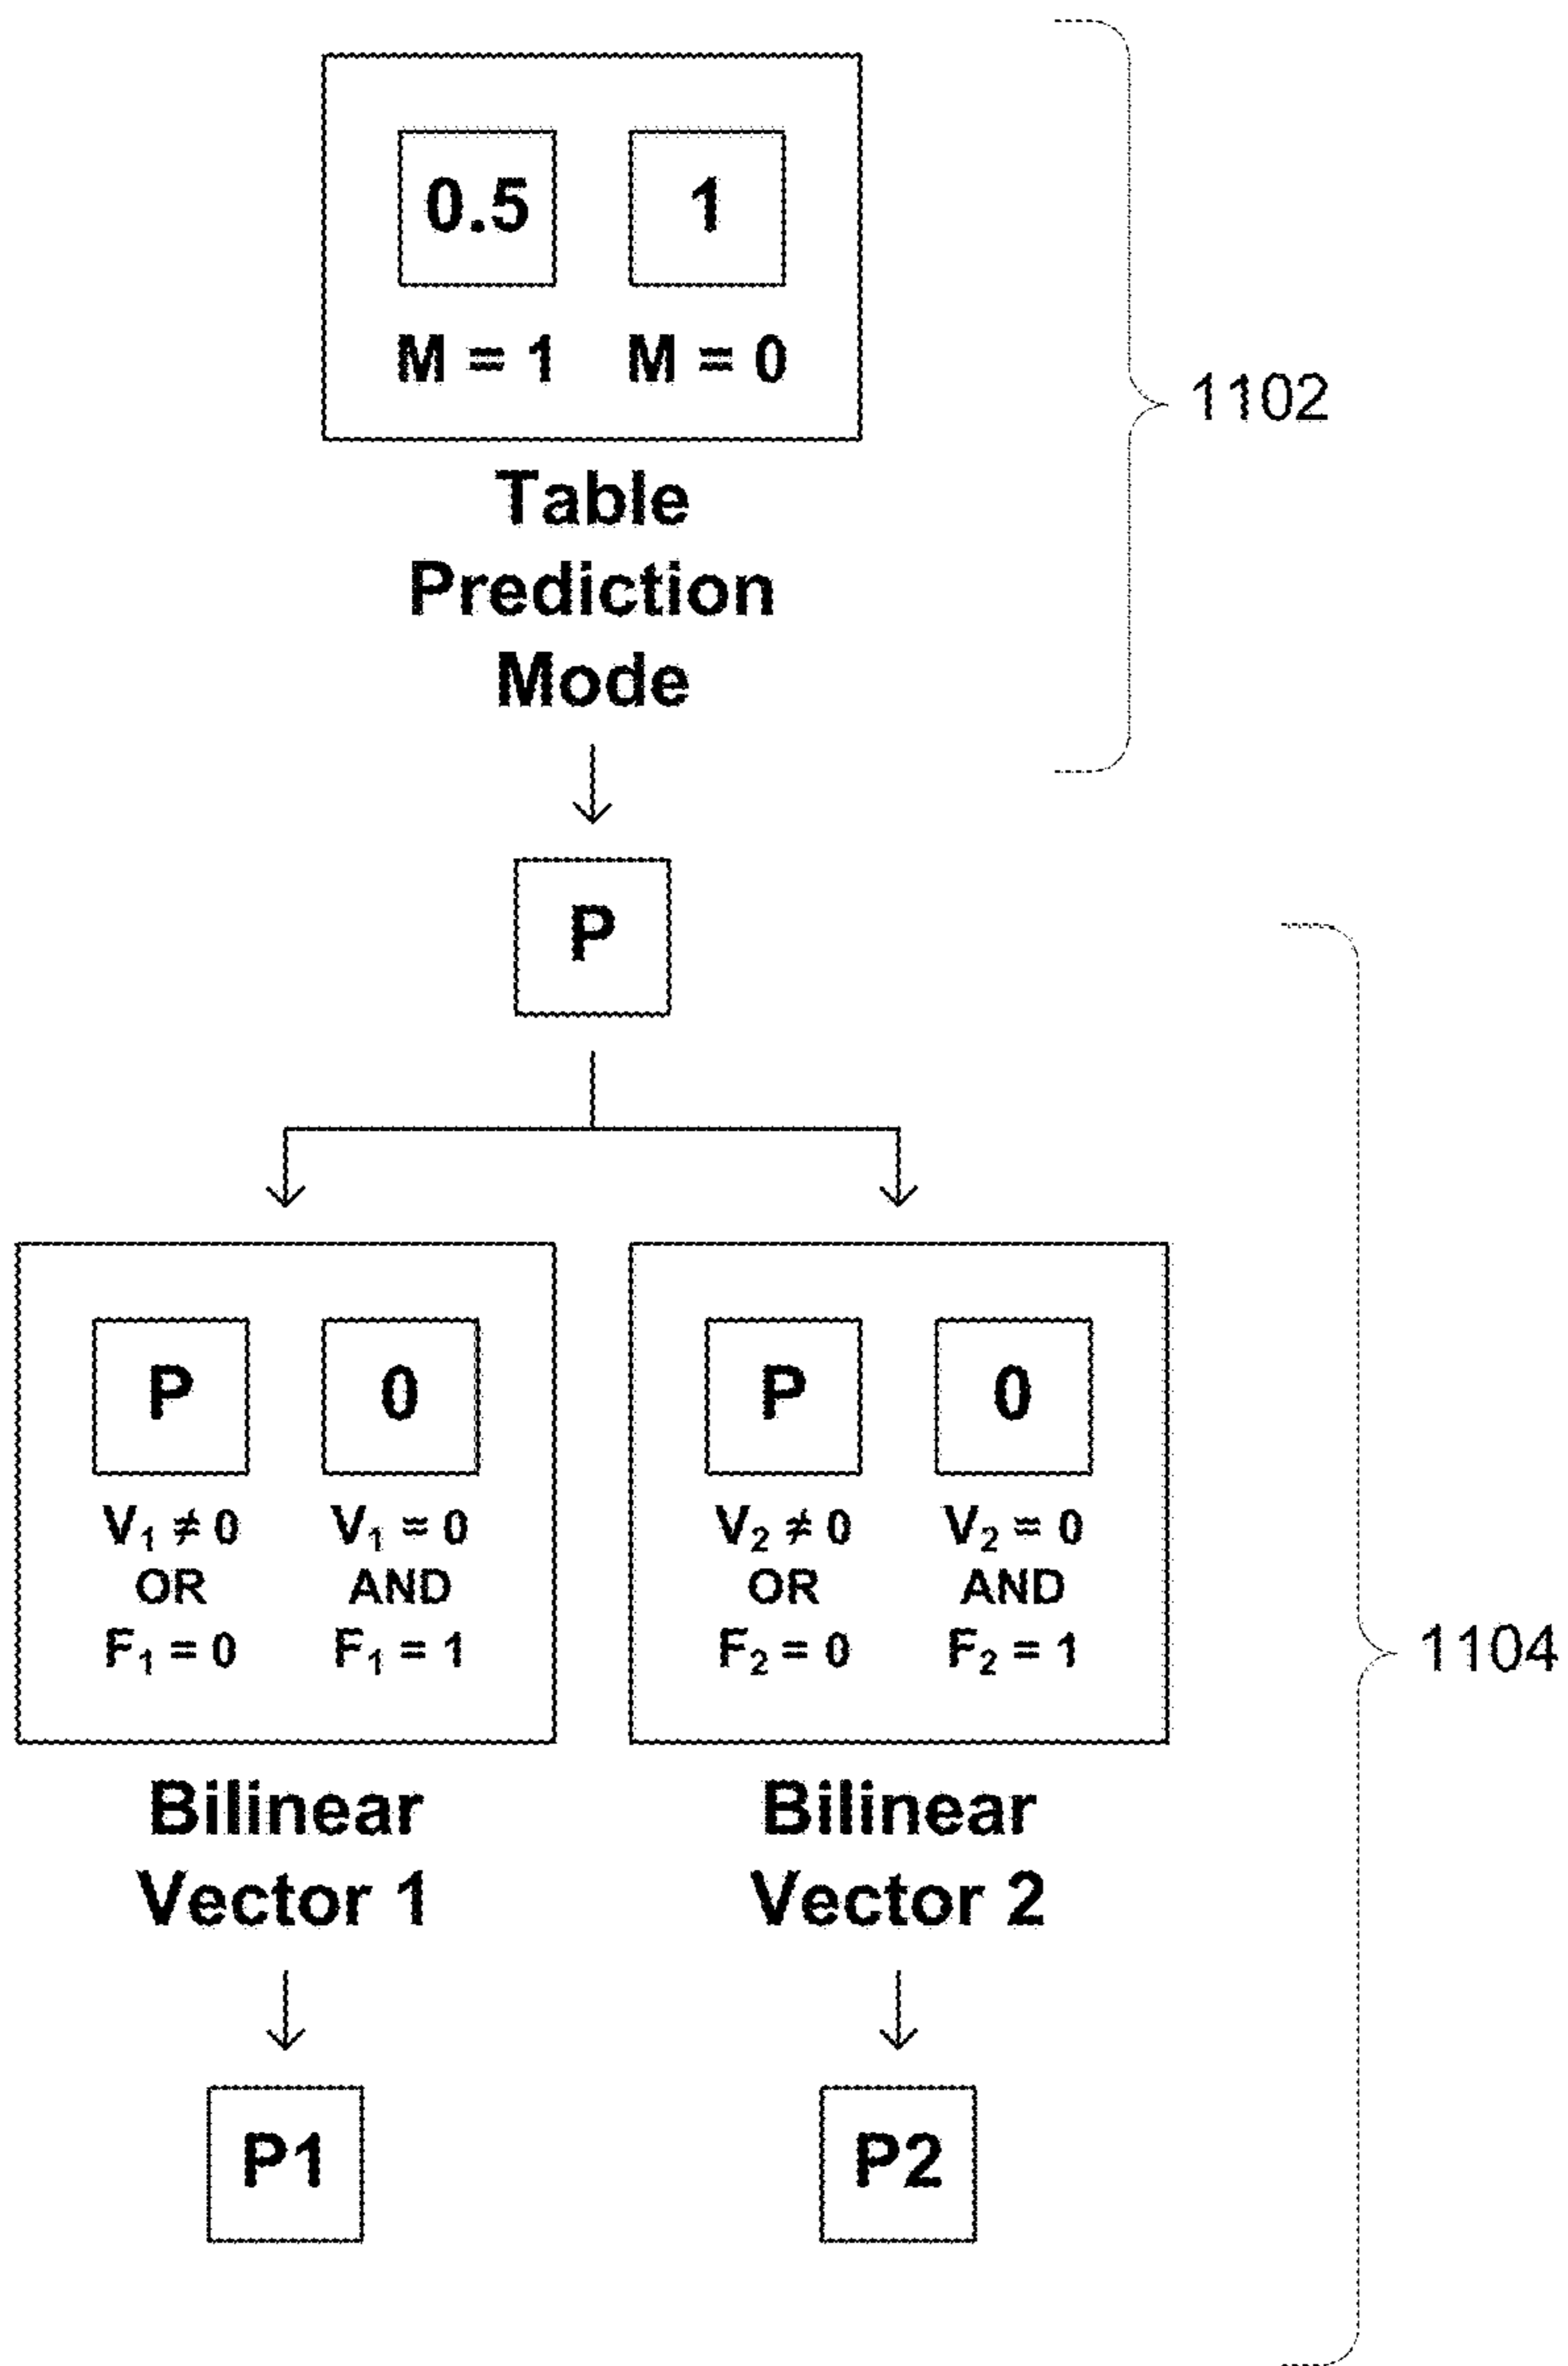 0.5 1
M = 1 M = 0
1102
Table
Prediction
Mode
P
P 0 P 0
V₁ ≠ 0 V₁ = 0 V₂ ≠ 0 V₂ = 0
OR AND OR AND
F₁ = 0 F₁ = 1 F₂ = 0 F₂ = 1
1104
Bilinear Bilinear
Vector 1 Vector 2
P1 P2